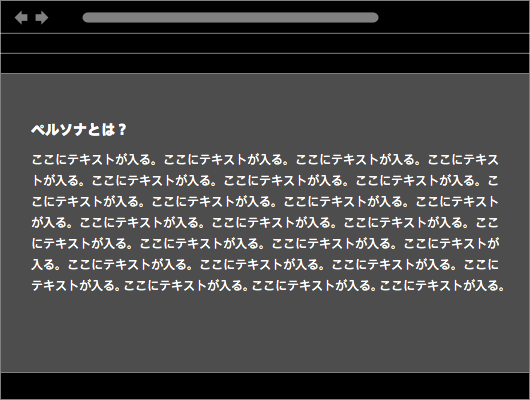 ペルソナとは？
ここにテキストが入る。ここにテキストが入る。ここにテキストが入る。ここにテキス
トが入る。ここにテキストが入る。ここにテキストが入る。ここにテキストが入る。こ
こにテキストが入る。ここにテキストが入る。ここにテキストが入る。ここにテキスト
が入る。ここにテキストが入る。ここにテキストが入る。ここにテキストが入る。ここ
にテキストが入る。ここにテキストが入る。ここにテキストが入る。ここにテキストが
入る。ここにテキストが入る。ここにテキストが入る。ここにテキストが入る。ここに
テキストが入る。ここにテキストが入る。ここにテキストが入る。ここにテキストが入る。